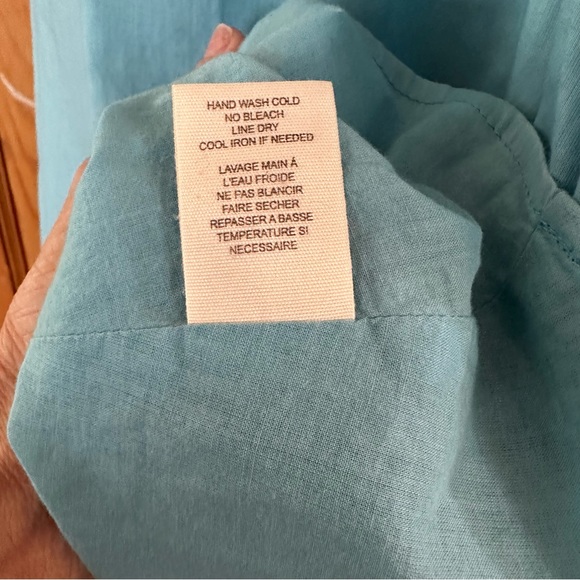 HAND WASH COLD
NO BLEACH
LINE DRY
COOL IRON IF NEEDED
LAVAGE MAIN À
L'EAU FROIDE
NE PAS BLANCIR
FAIRE SECHER
REPASSER A BASSE
TEMPERATURE SI
NECESSAIRE